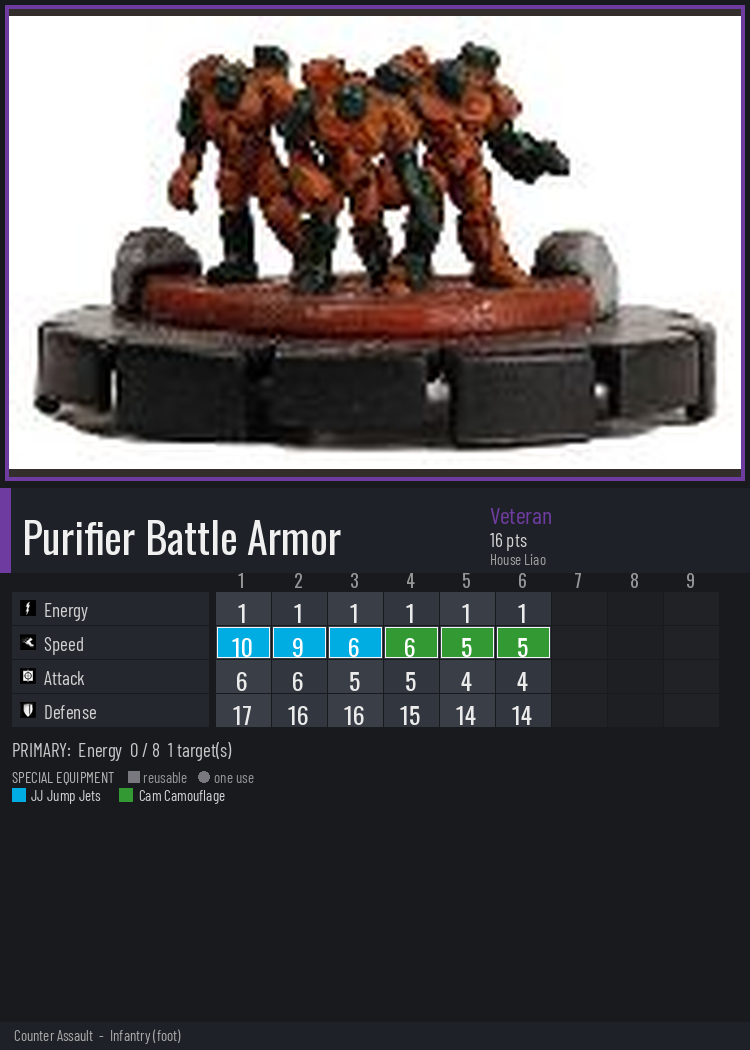 Purifier Battle Armor
Veteran
16 pts
House Liao
1 2 3 4 5 6 7 8 9
Energy 1 1 1 1 1 1
Speed 10 9 6 6 5 5
Attack 6 6 5 5 4 4
Defense 17 16 16 15 14 14
PRIMARY: Energy 0 / 8 1 target(s)
SPECIAL EQUIPMENT reusable one use
JJ Jump Jets Cam Camouflage
Counter Assault - Infantry (foot)